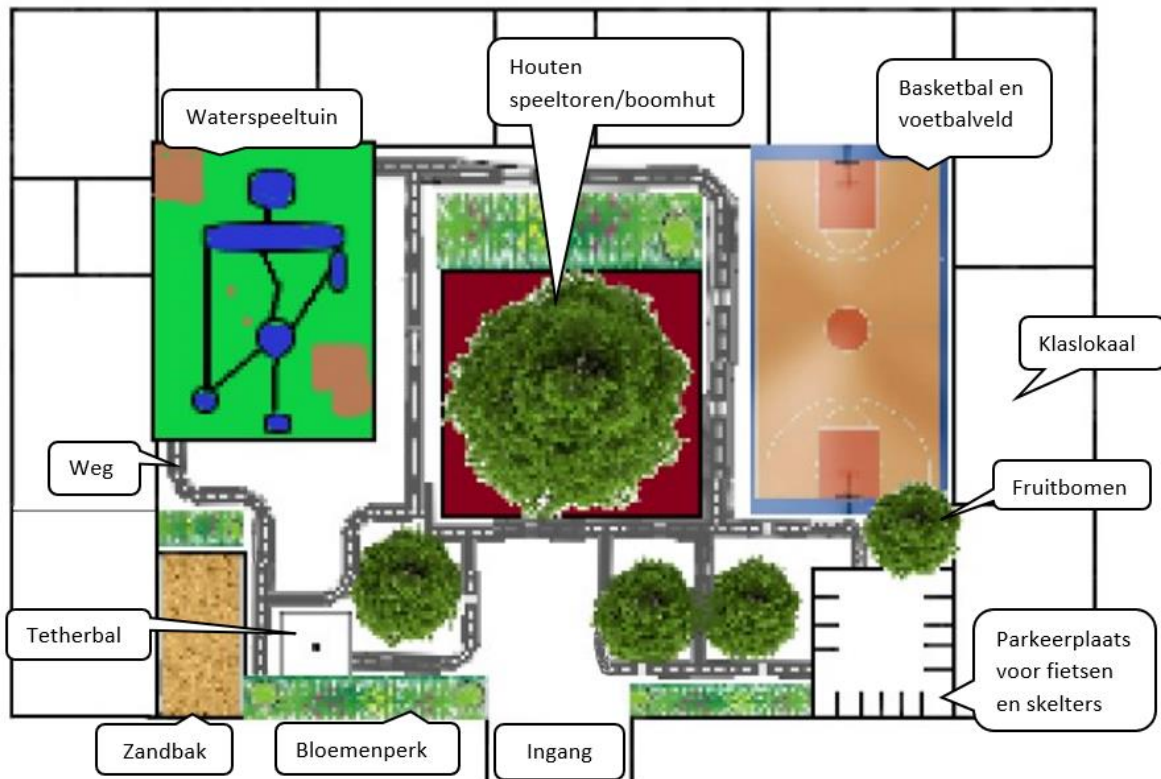 Houten
speeltoren/boomhut
Basketbal en
voetbalveld
Waterspeeltuin
Klaslokaal
Weg
Fruitbomen
Tetherbal
Parkeerplaats
voor fietsen
en skelters
Zandbak
Bloemenperk
Ingang